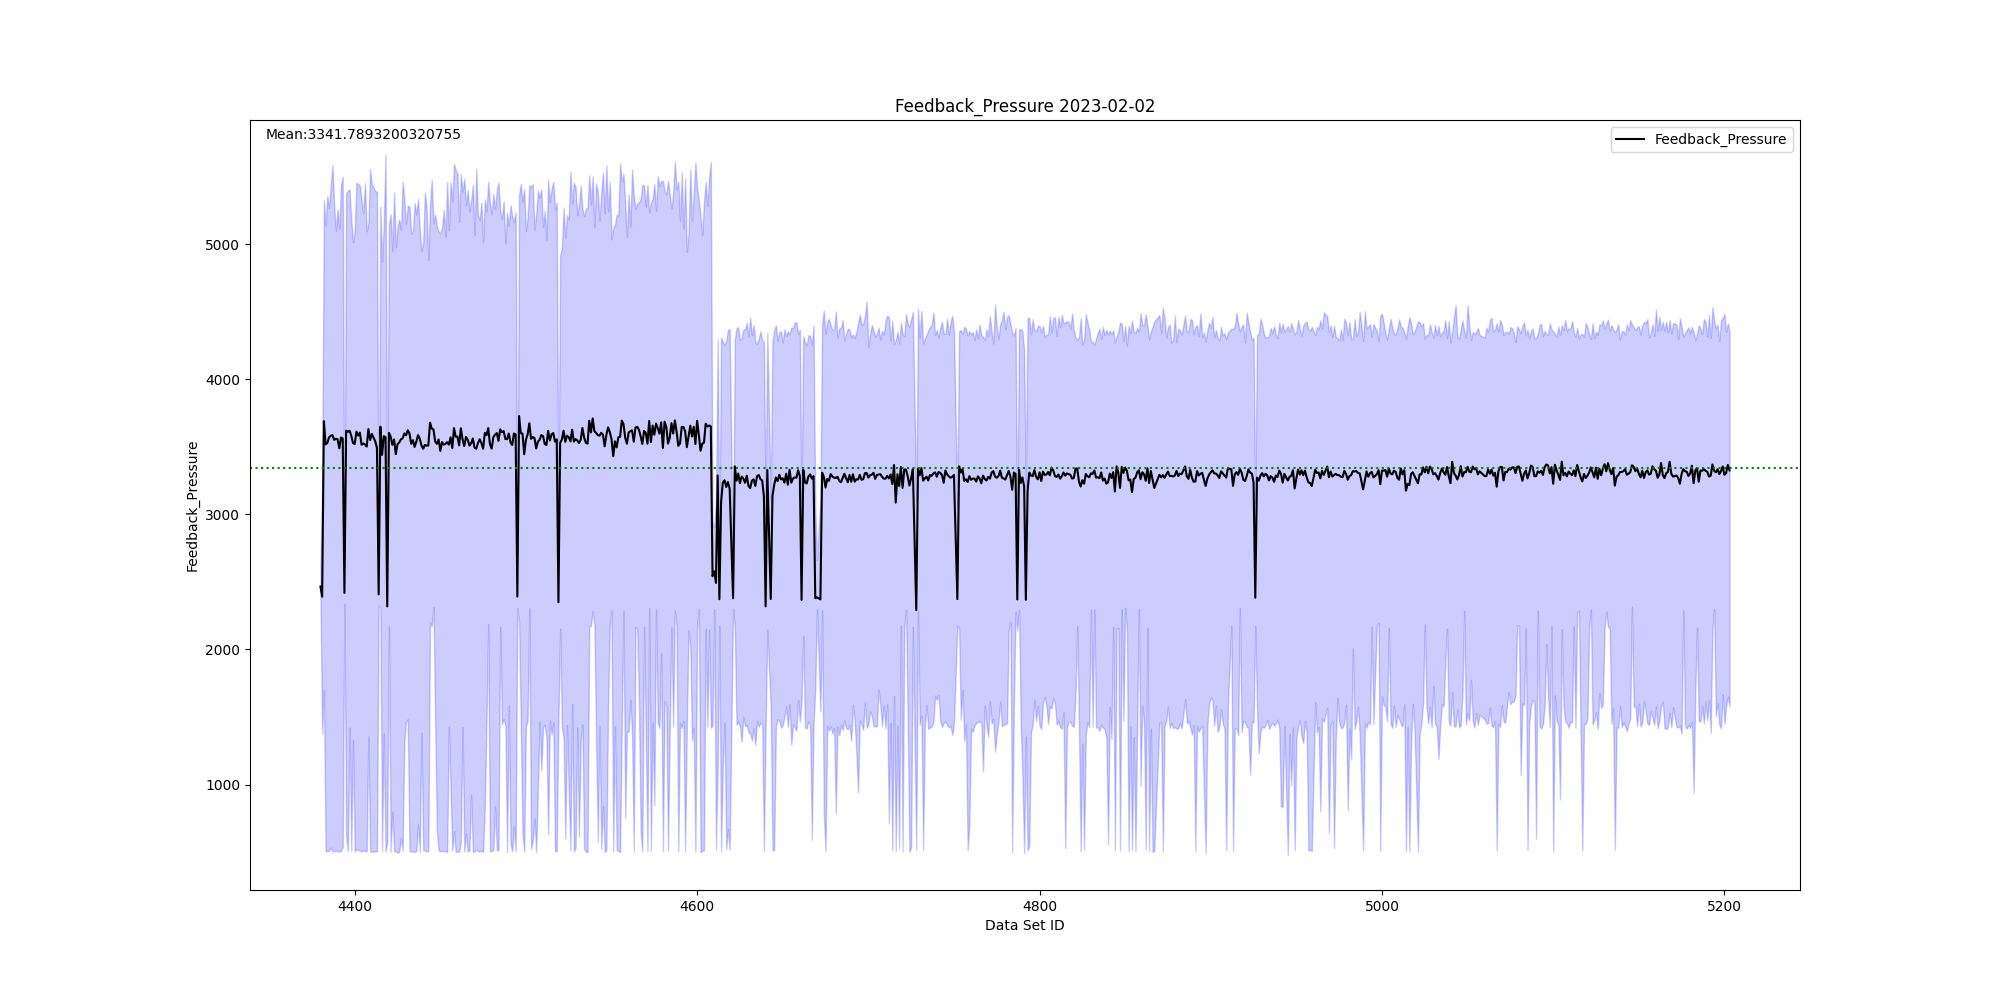 Feedback_Pressure 2023-02-02
Mean:3341.7893200320755
Feedback_Pressure
Feedback_Pressure
5000
4000
3000
2000
1000
4400
4600
4800
5000
5200
Data Set ID